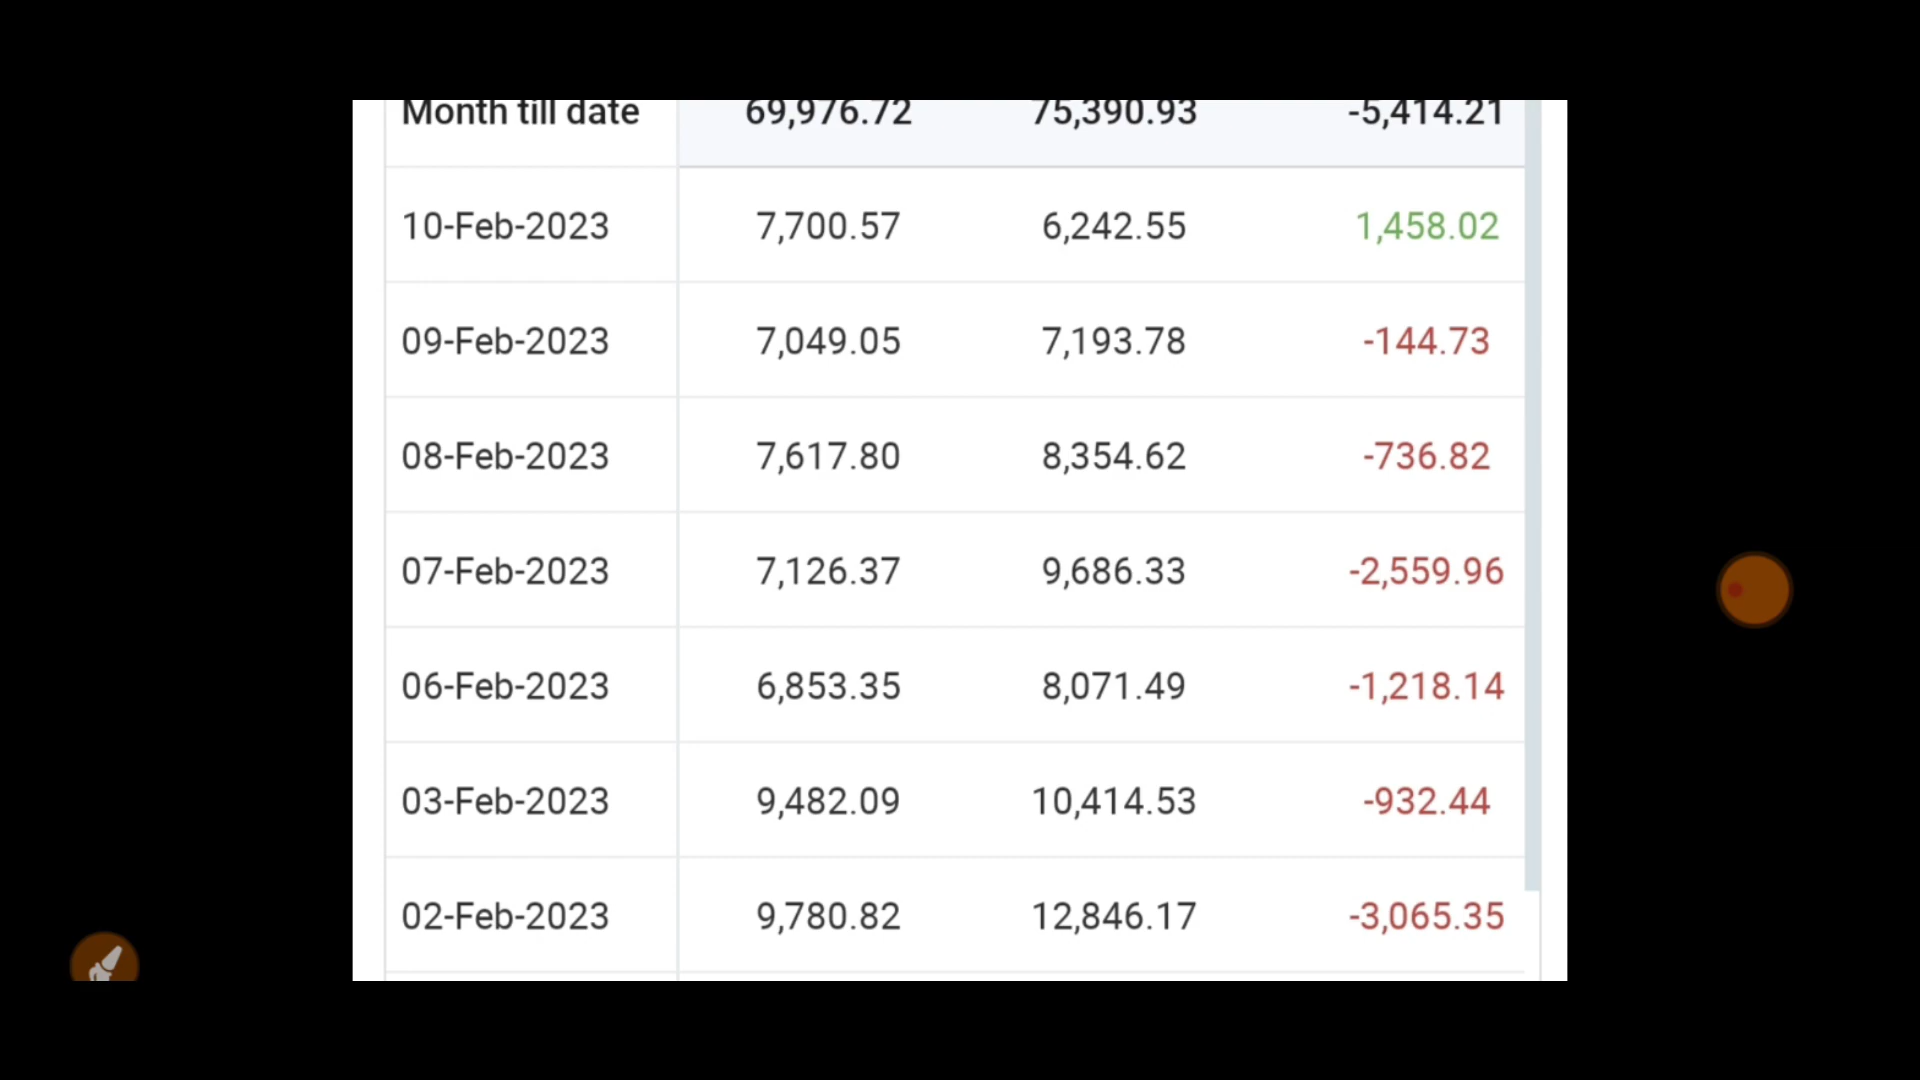 Month till date 69,976.72 75,390.93 -5,414.21
10-Feb-2023 7,700.57 6,242.55 1,458.02
09-Feb-2023 7,049.05 7,193.78 -144.73
08-Feb-2023 7,617.80 8,354.62 -736.82
07-Feb-2023 7,126.37 9,686.33 -2,559.96
06-Feb-2023 6,853.35 8,071.49 -1,218.14
03-Feb-2023 9,482.09 10,414.53 -932.44
02-Feb-2023 9,780.82 12,846.17 -3,065.35